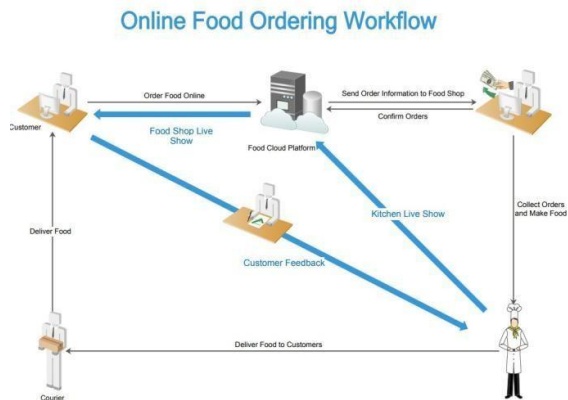 Online Food Ordering Workflow
Order Food Online
Send Order Information to Food Shop
Confirm Orders
Customer
Food Shop Live
Show
Food Cloud Platform
Kitchen Live Show
Collect Orders
and Make Food
Deliver Food
Customer Feedback
Deliver Food to Customers
Courier